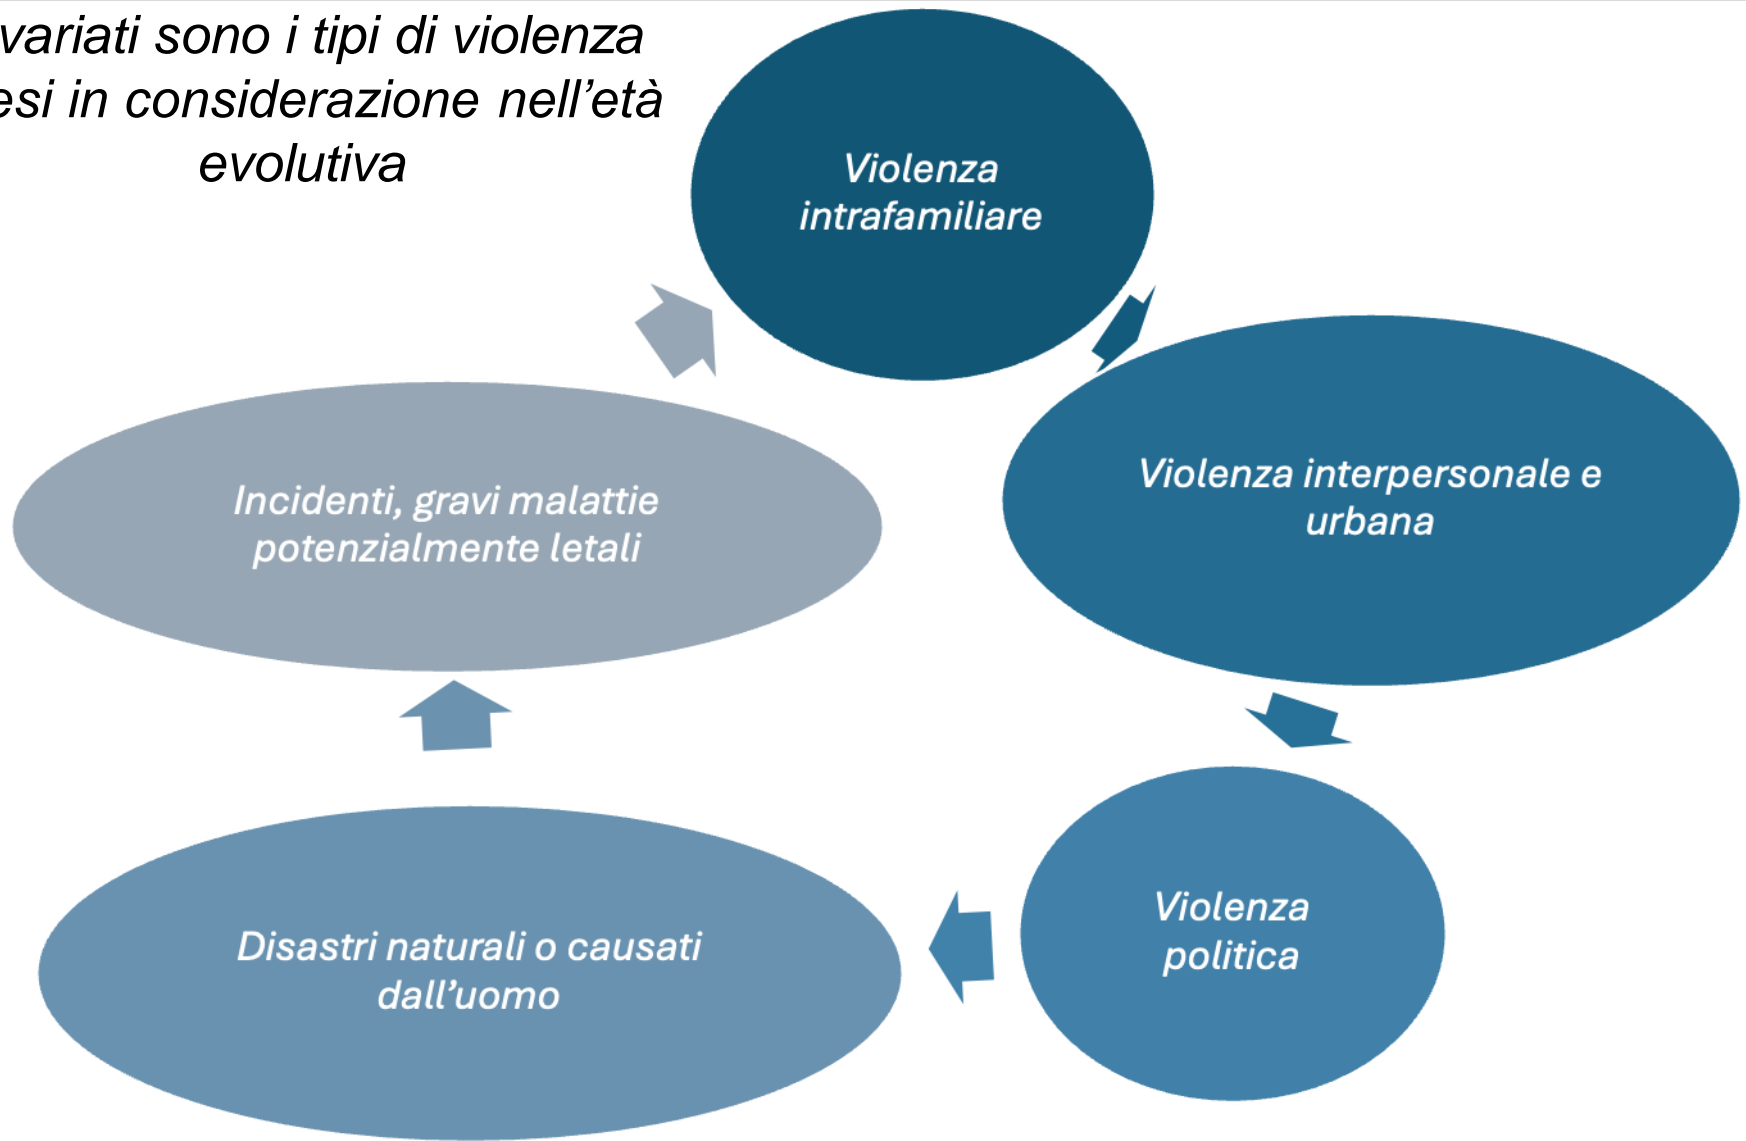 variati sono i tipi di violenza
esi in considerazione nell’età
evolutiva
Violenza
intrafamiliare
Violenza interpersonale e
urbana
Violenza
politica
Disastri naturali o causati
dall’uomo
Incidenti, gravi malattie
potenzialmente letali